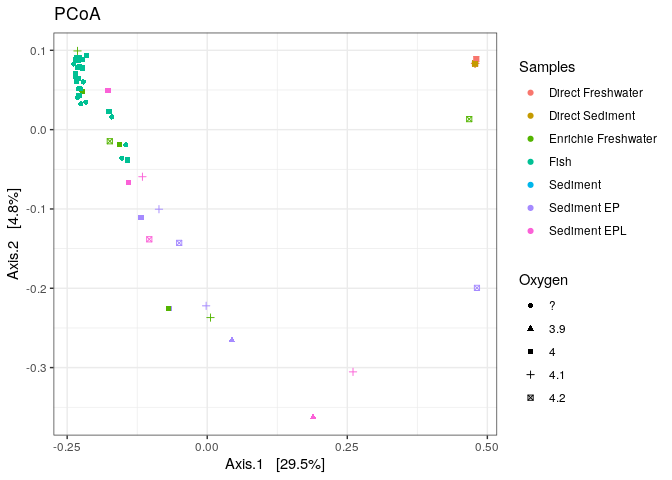 PCoA
0.1
0.0
-0.1
-0.2
-0.3
Axis.2 [4.8%]
-0.25
0.00
0.25
0.50
Axis.1 [29.5%]
Samples
Direct Freshwater
Direct Sediment
Enrichie Freshwater
Fish
Sediment
Sediment EP
Sediment EPL
Oxygen
?
3.9
4
4.1
4.2